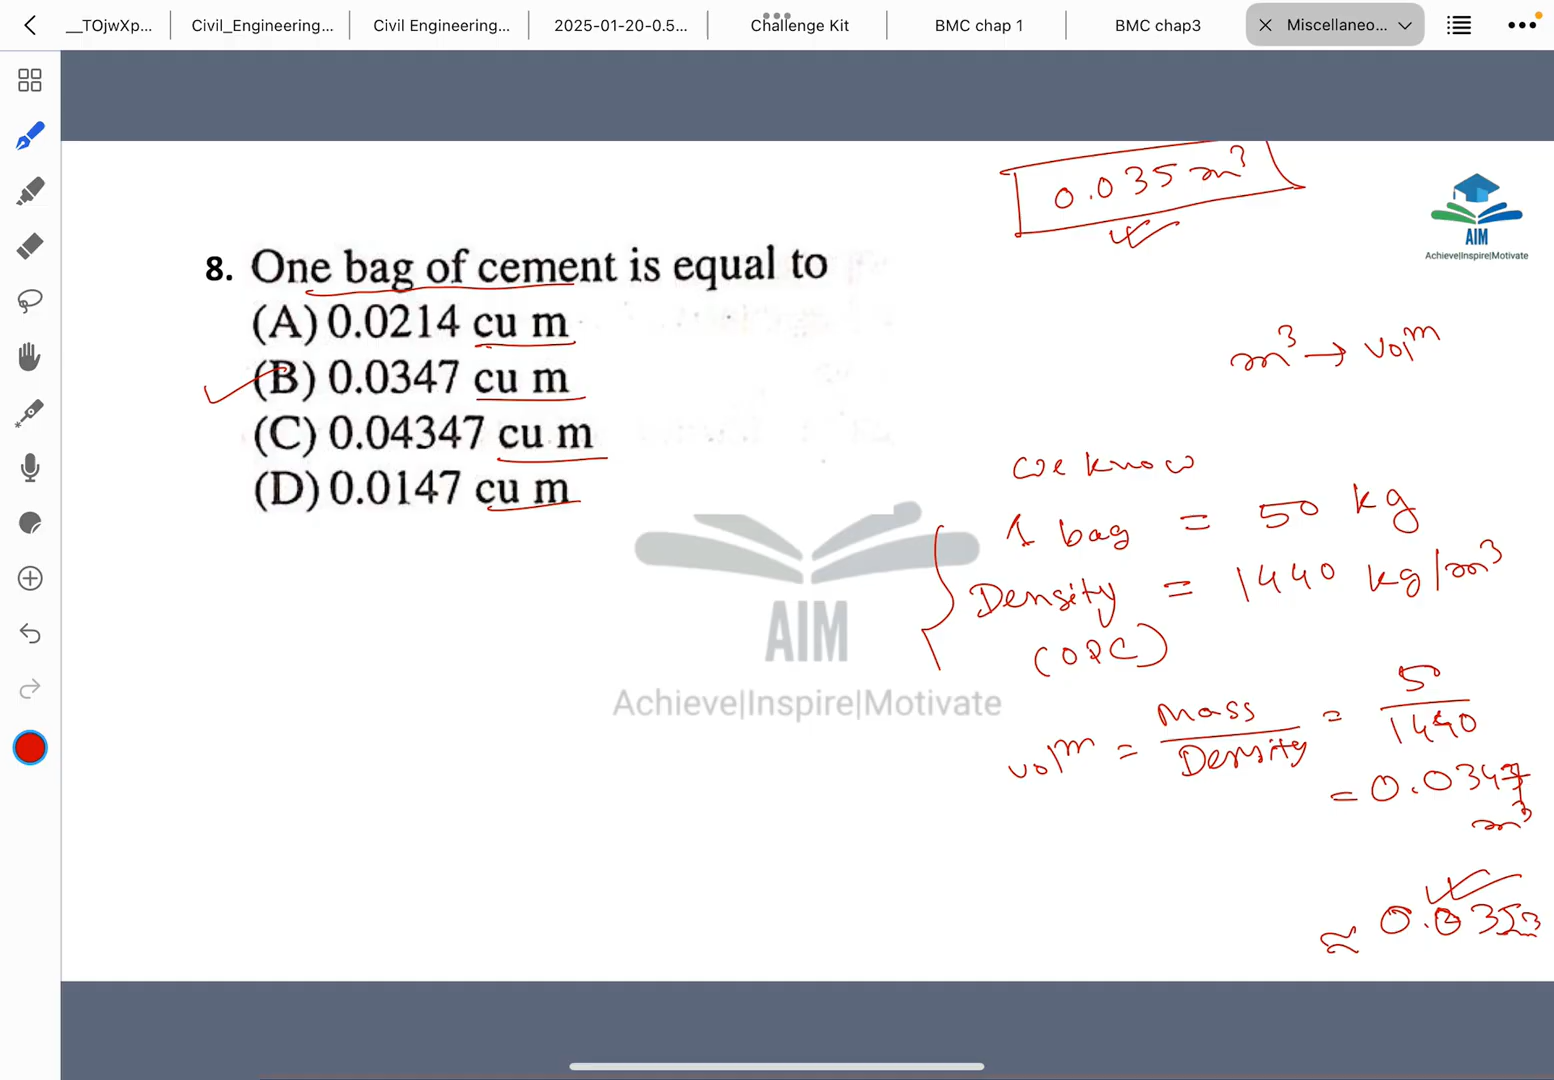 __TOjwXp...
Civil_Engineering...
Civil Engineering...
2025-01-20-0.5...
Challenge Kit
BMC chap 1
BMC chap3
Miscellaneo...
0.035 m³
AIM
Achieve|Inspire|Motivate
8. One bag of cement is equal to
(A) 0.0214 cu m
(B) 0.0347 cu m
(C) 0.04347 cu m
(D) 0.0147 cu m
m³ → volᵐ
we know
1 bag = 50 kg
Density = 1440 kg/m³
(OPC)
volᵐ = Mass/Density = 50/1440
= 0.0347
m³
≈ 0.035
AIM
Achieve|Inspire|Motivate